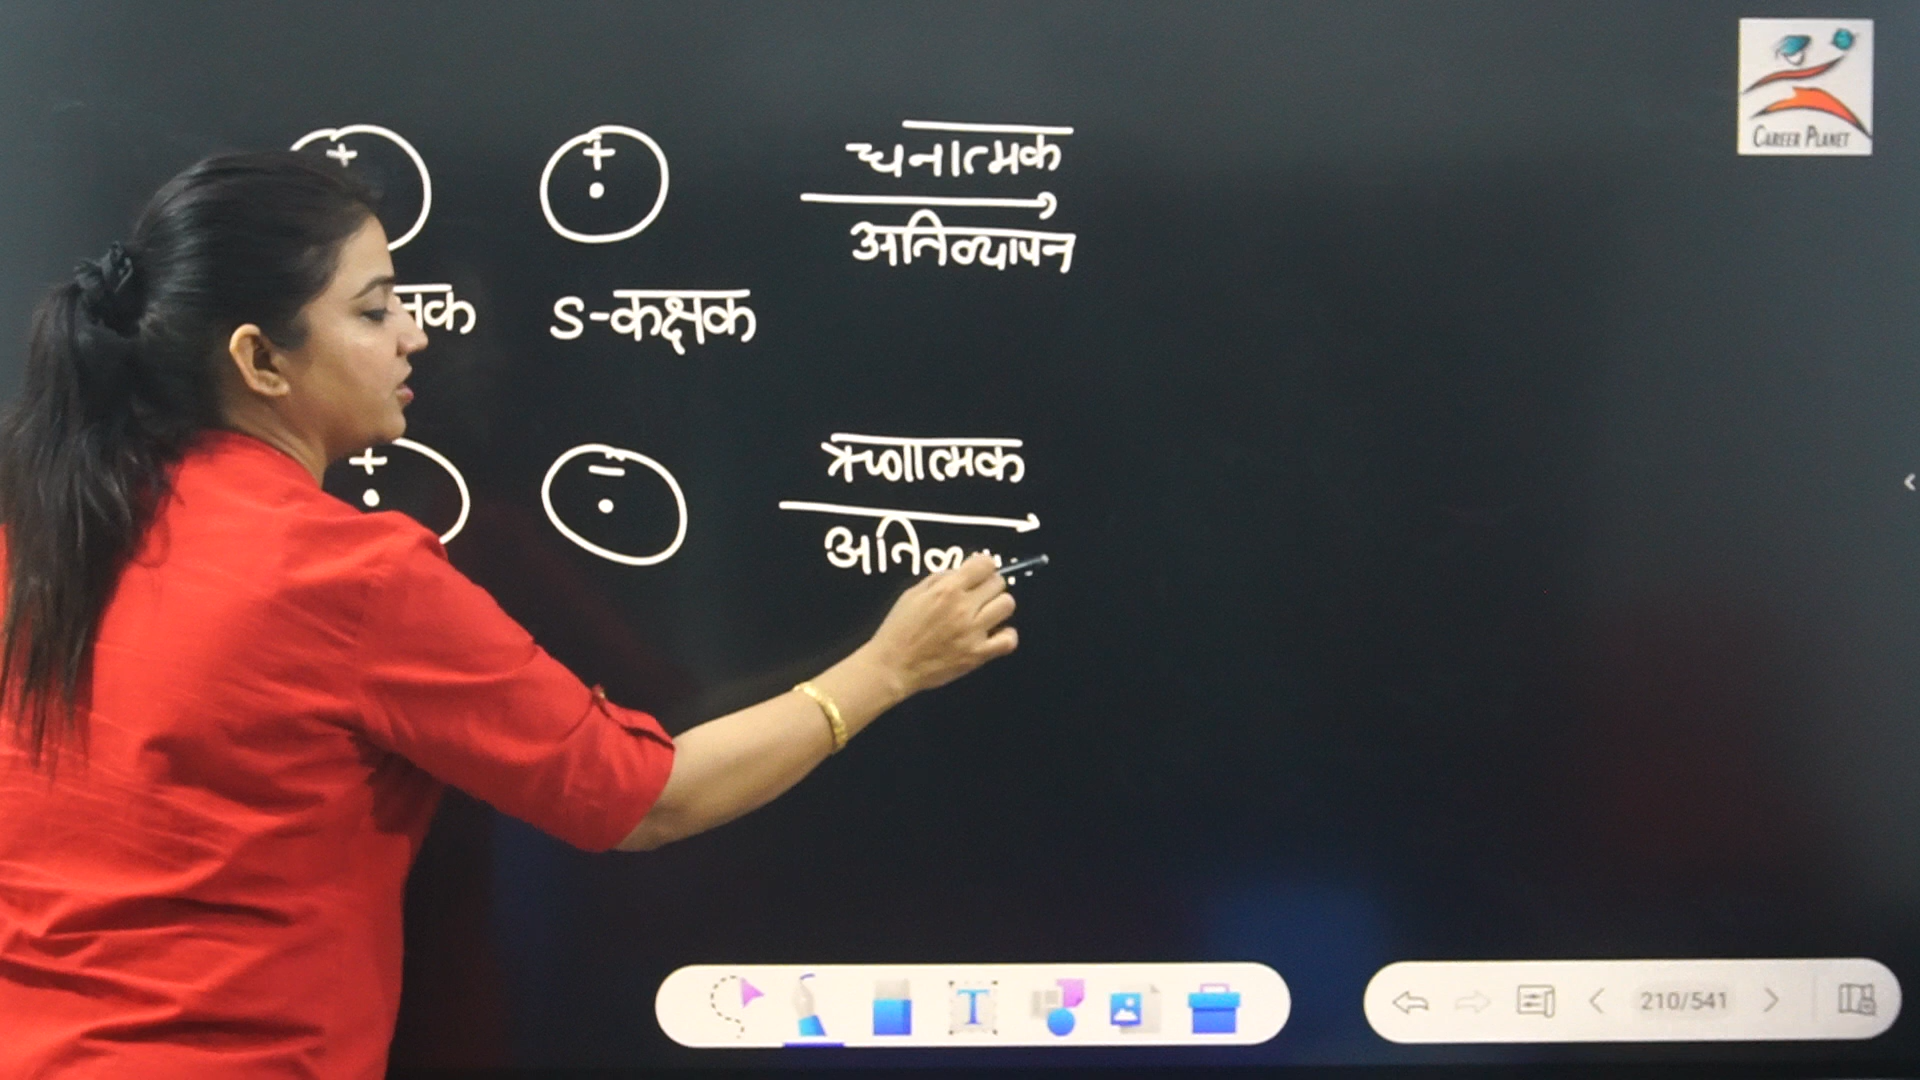 CAREER PLANET
+ + धनात्मक
अतिव्यापन
S-कक्षक
+ - ऋणात्मक
T
210/541